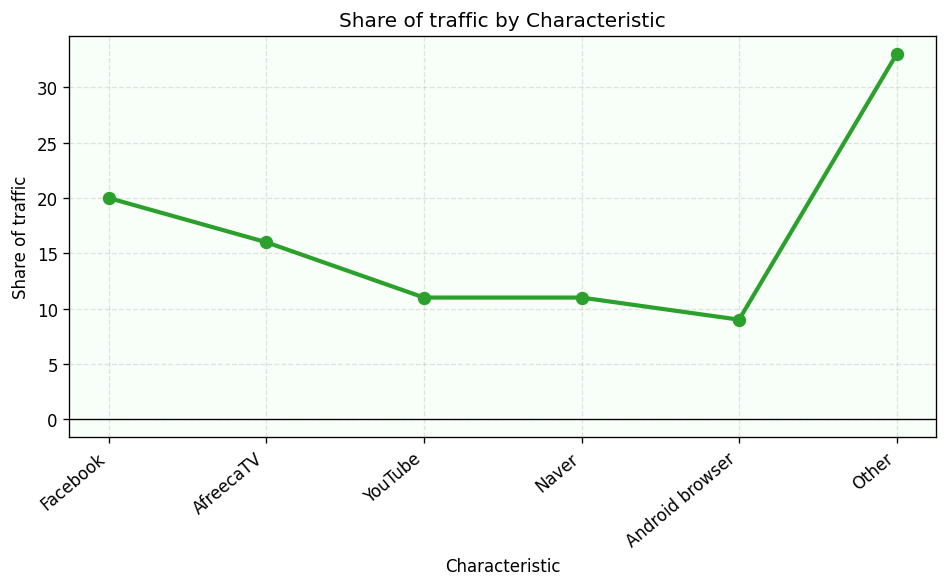 Share of traffic by Characteristic
Share of traffic
30
25
20
15
10
5
0
Facebook
AfreecaTV
YouTube
Naver
Android browser
Other
Characteristic